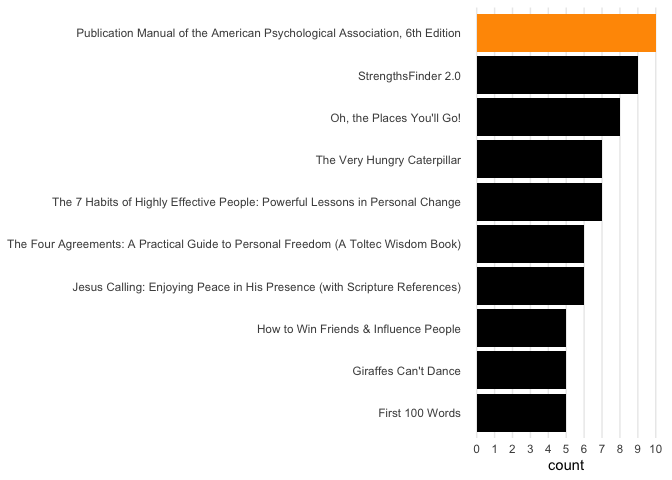 Publication Manual of the American Psychological Association, 6th Edition
StrengthsFinder 2.0
Oh, the Places You'll Go!
The Very Hungry Caterpillar
The 7 Habits of Highly Effective People: Powerful Lessons in Personal Change
The Four Agreements: A Practical Guide to Personal Freedom (A Toltec Wisdom Book)
Jesus Calling: Enjoying Peace in His Presence (with Scripture References)
How to Win Friends & Influence People
Giraffes Can't Dance
First 100 Words
0 1 2 3 4 5 6 7 8 9 10
count